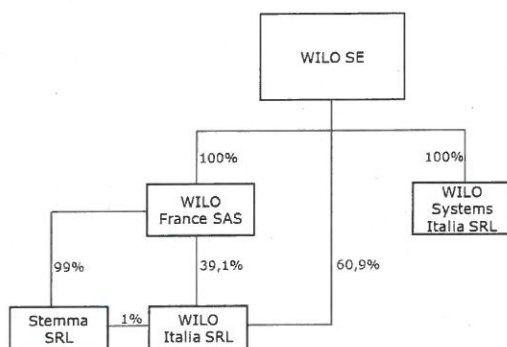 WILO SE
100%
100%
WILO
France SAS
WILO
Systems
Italia SRL
99%
39,1%
60,9%
Stemma
SRL
1%
WILO
Italia SRL